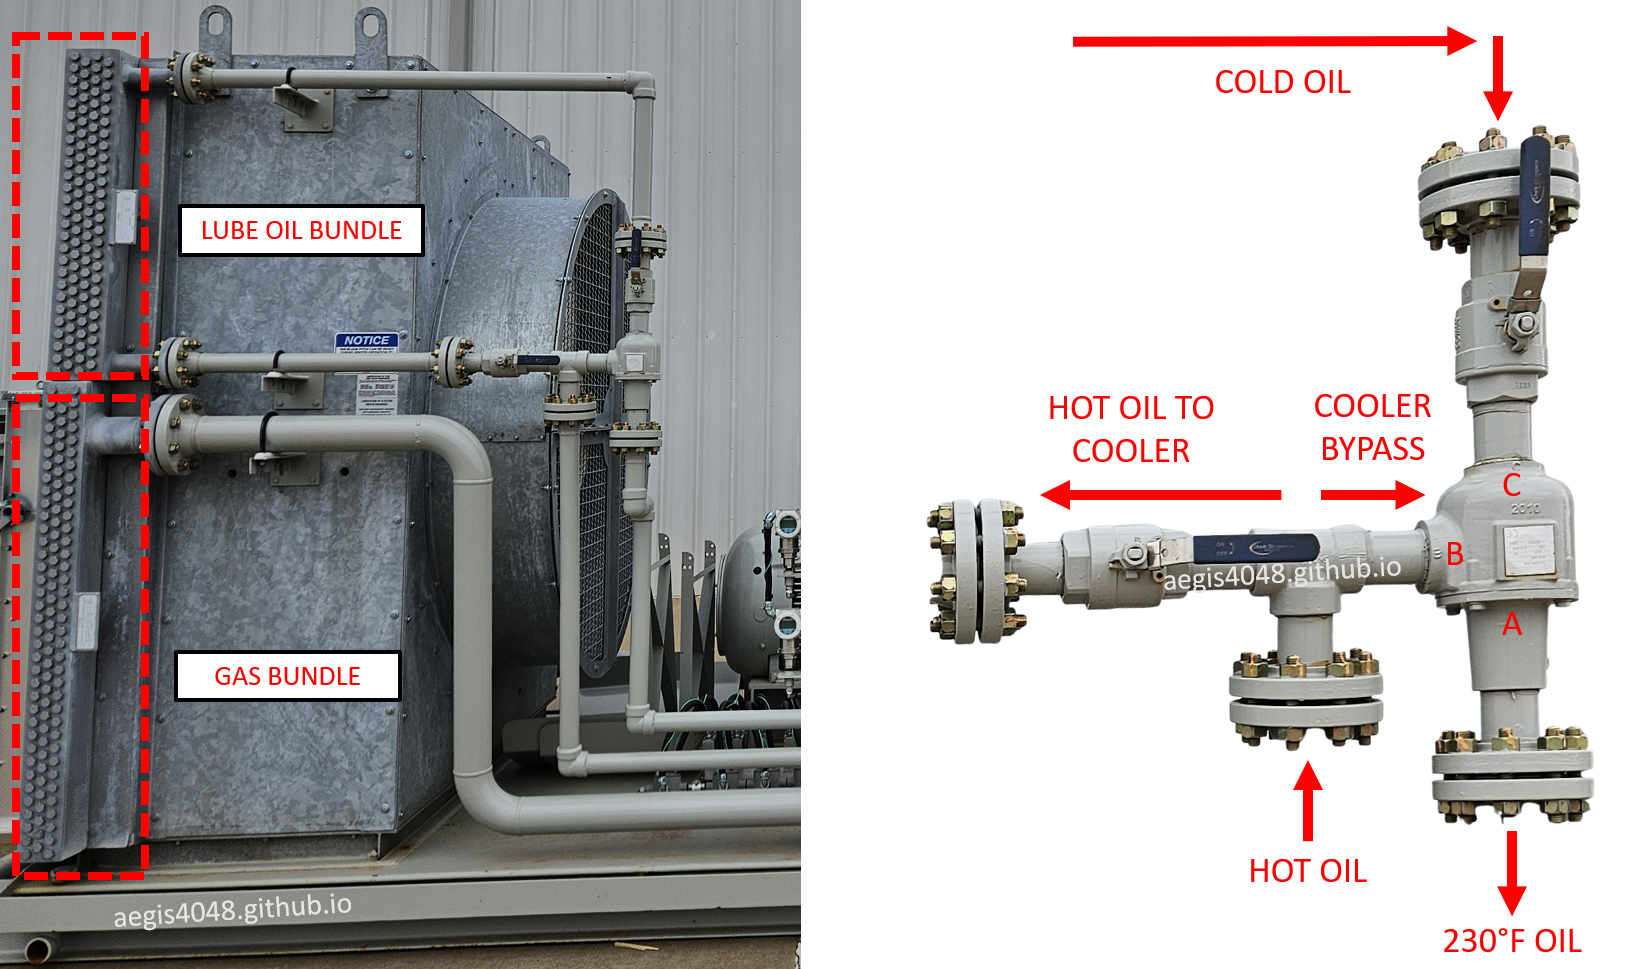 LUBE OIL BUNDLE
NOTICE
GAS BUNDLE
aegis4048.github.io
COLD OIL
HOT OIL TO
COOLER
COOLER
BYPASS
C
2010
B
A
aegis4048.github.io
HOT OIL
230°F OIL